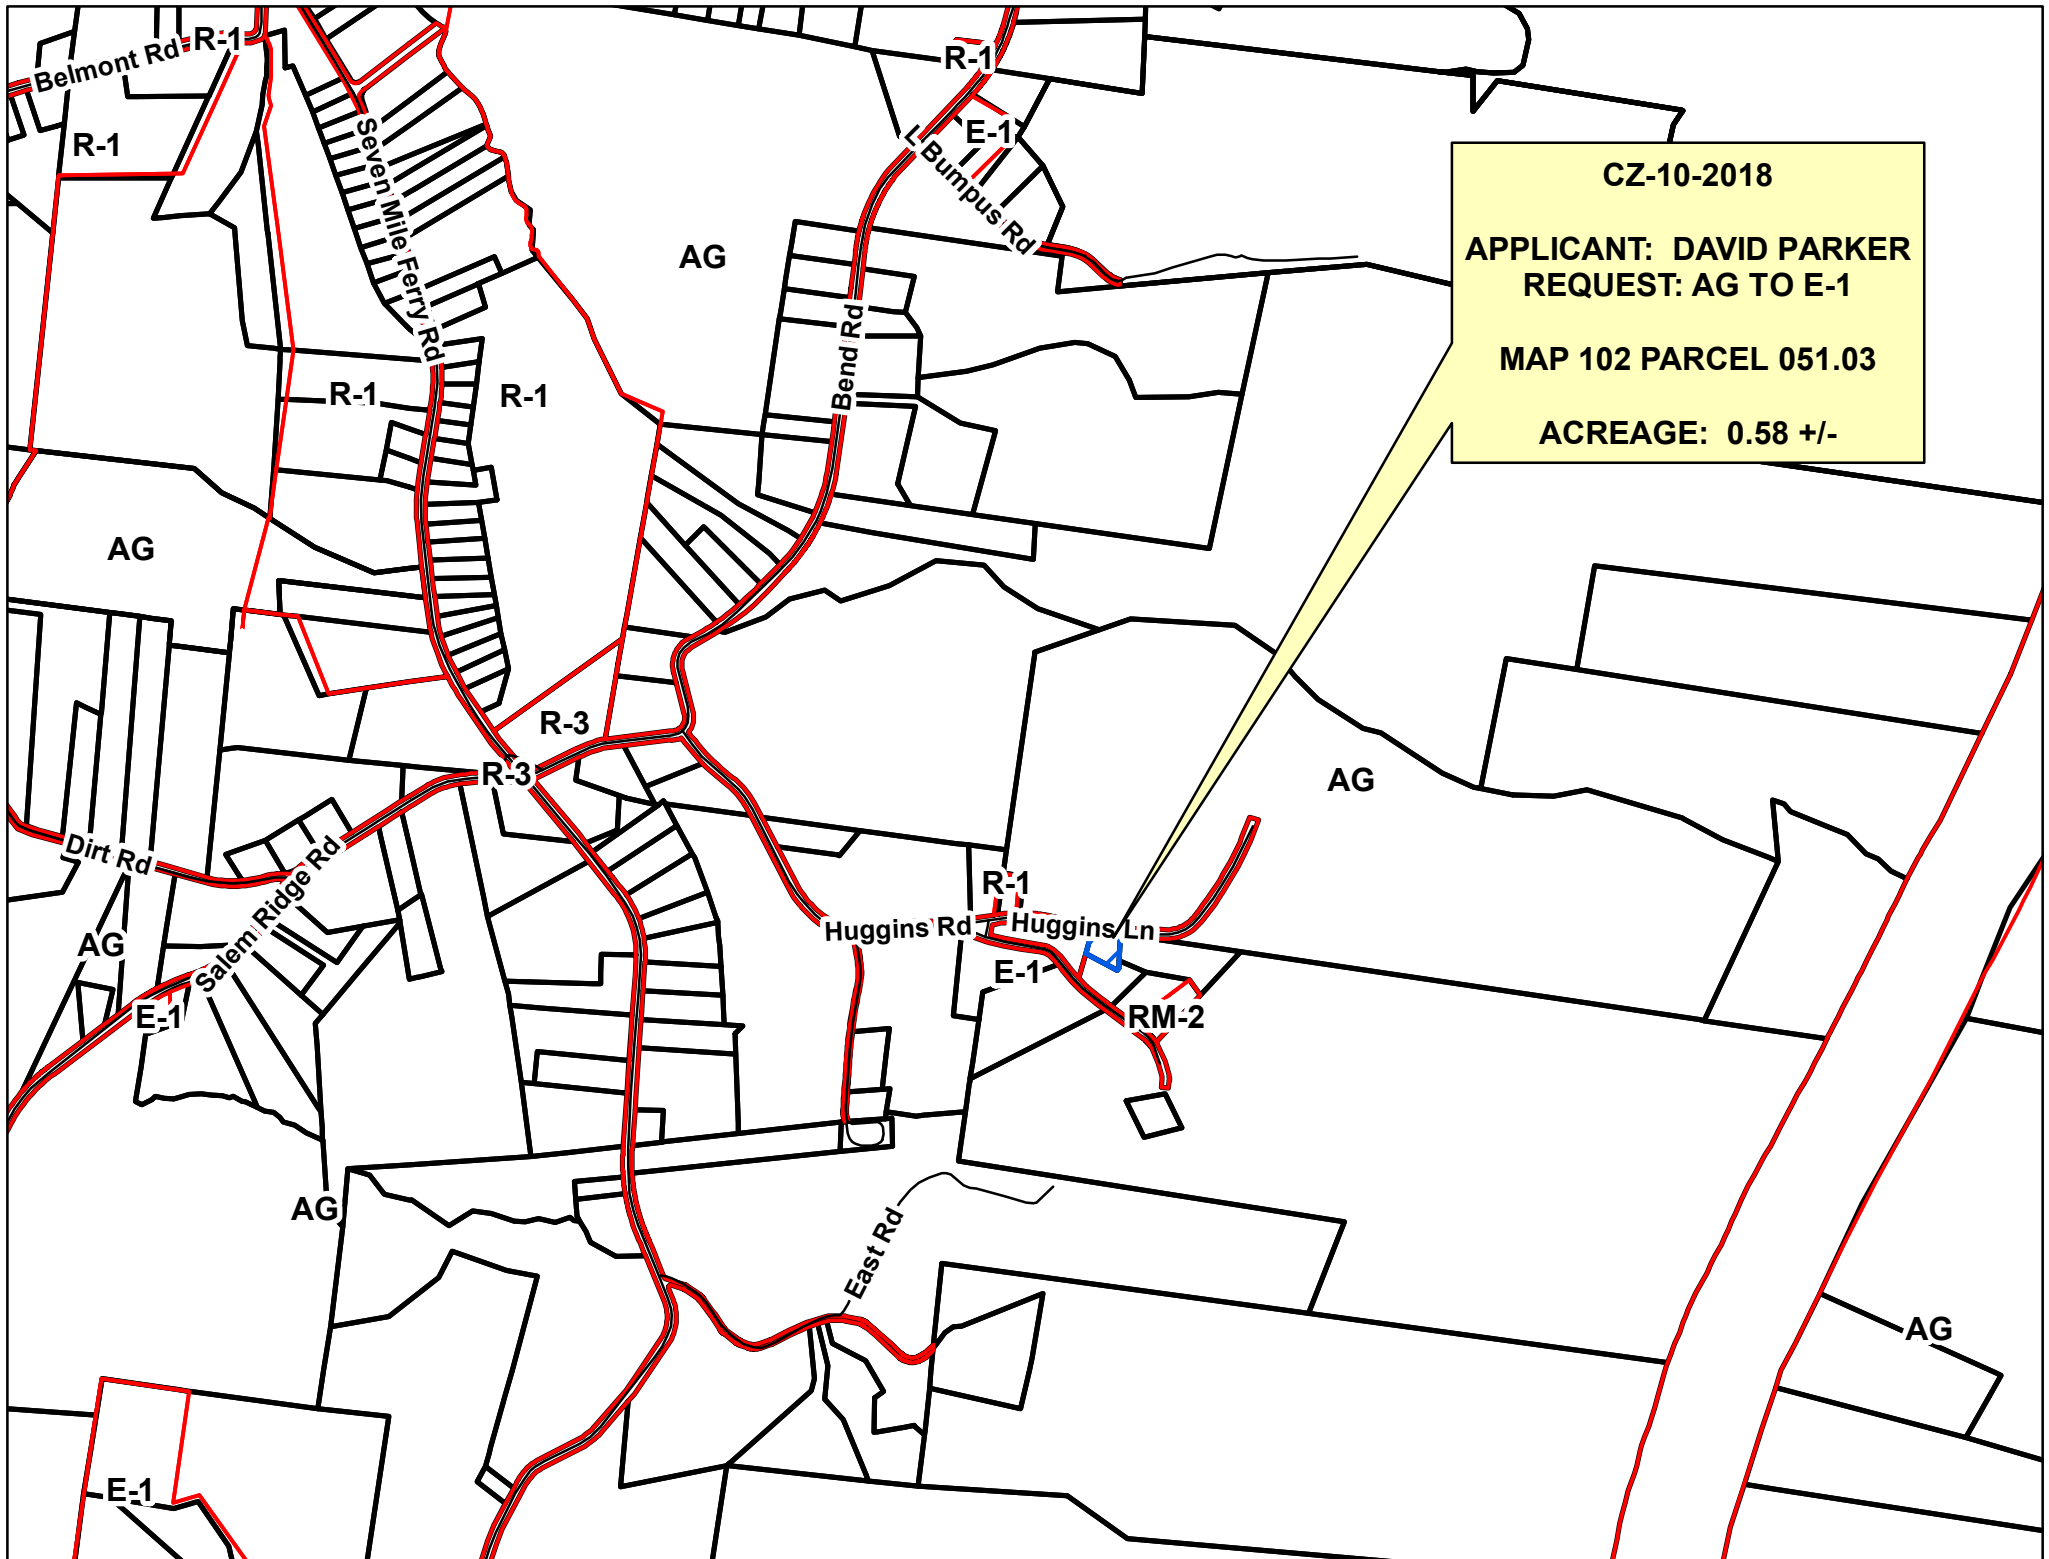 R-1
Belmont Rd
R-1
R-1
E-1
L Bumpus Rd
Seven Mile Ferry Rd
CZ-10-2018
APPLICANT: DAVID PARKER
REQUEST: AG TO E-1
MAP 102 PARCEL 051.03
ACREAGE: 0.58 +/-
AG
Bend Rd
R-1
R-1
AG
R-3
R-3
AG
Dirt Rd
Salem Ridge Rd
R-1
Huggins Rd
Huggins Ln
AG
E-1
E-1
RM-2
AG
East Rd
AG
E-1